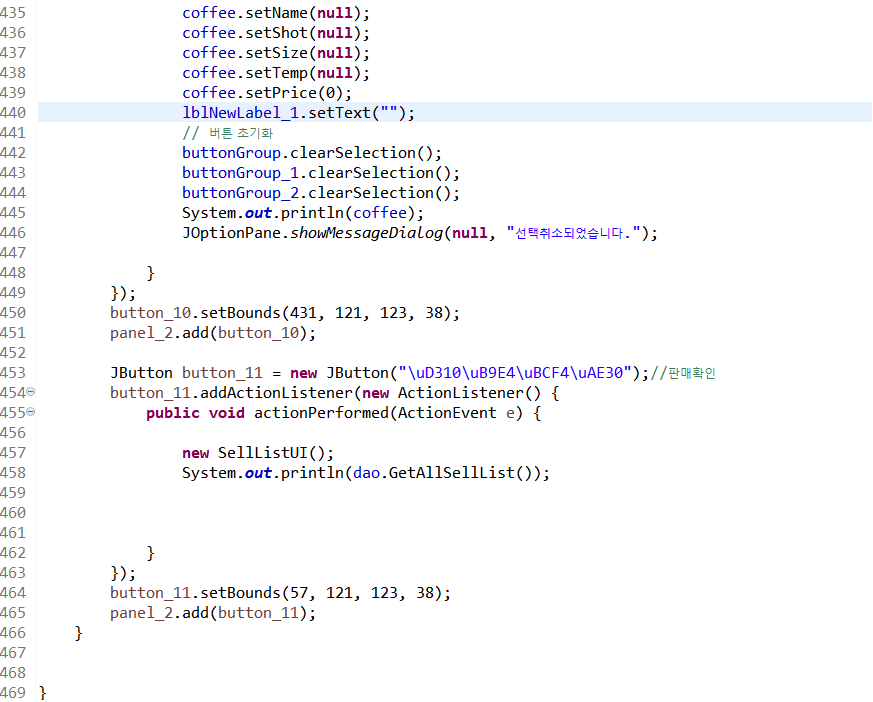 435 coffee.setName(null);
436 coffee.setShot(null);
437 coffee.setSize(null);
438 coffee.setTemp(null);
439 coffee.setPrice(0);
440 lblNewLabel_1.setText("");
441 // 버튼 초기화
442 buttonGroup.clearSelection();
443 buttonGroup_1.clearSelection();
444 buttonGroup_2.clearSelection();
445 System.out.println(coffee);
446 JOptionPane.showMessageDialog(null, "선택취소되었습니다.");
447
448 }
449 });
450 button_10.setBounds(431, 121, 123, 38);
451 panel_2.add(button_10);
452
453 JButton button_11 = new JButton("\uD310\uB9E4\uBCF4\uAE30");//판매확인
454 button_11.addActionListener(new ActionListener() {
455 public void actionPerformed(ActionEvent e) {
456
457 new SellListUI();
458 System.out.println(dao.GetAllSellList());
459
460
461
462 }
463 });
464 button_11.setBounds(57, 121, 123, 38);
465 panel_2.add(button_11);
466 }
467
468
469 }